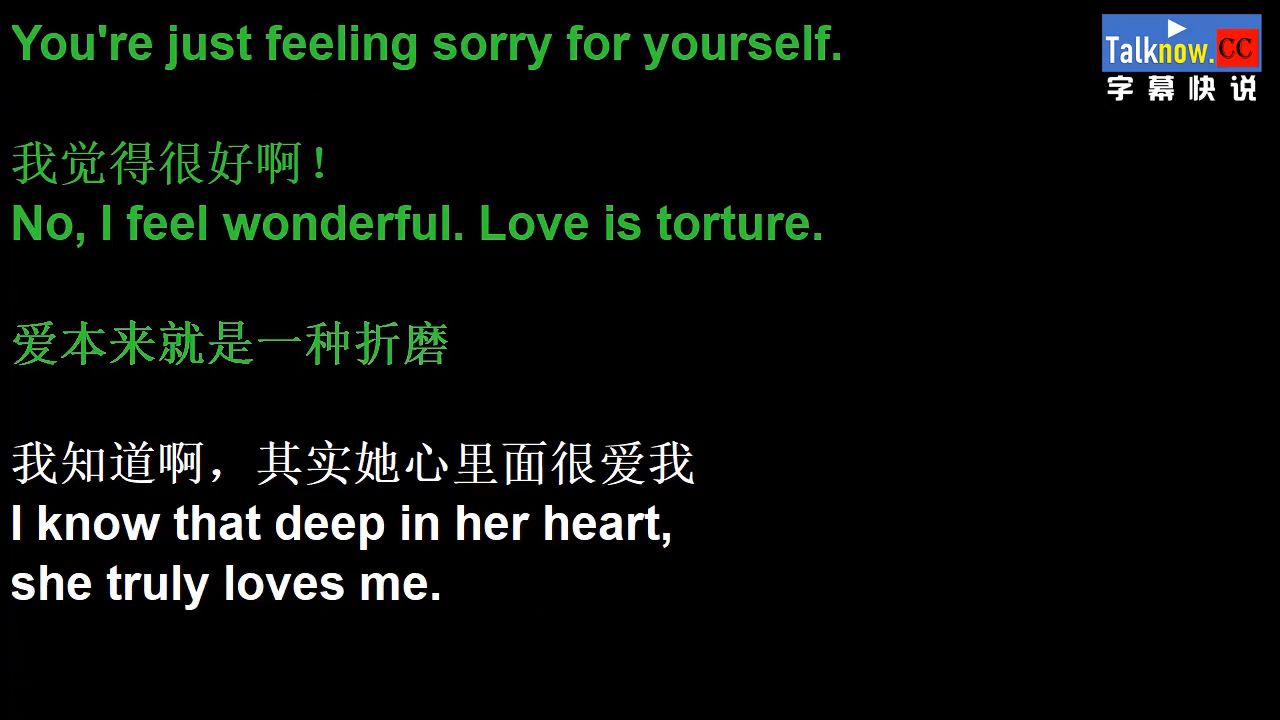 You're just feeling sorry for yourself.
Talknow.CC
字幕快说
我觉得很好啊！
No, I feel wonderful. Love is torture.
爱本来就是一种折磨
我知道啊，其实她心里面很爱我
I know that deep in her heart,
she truly loves me.